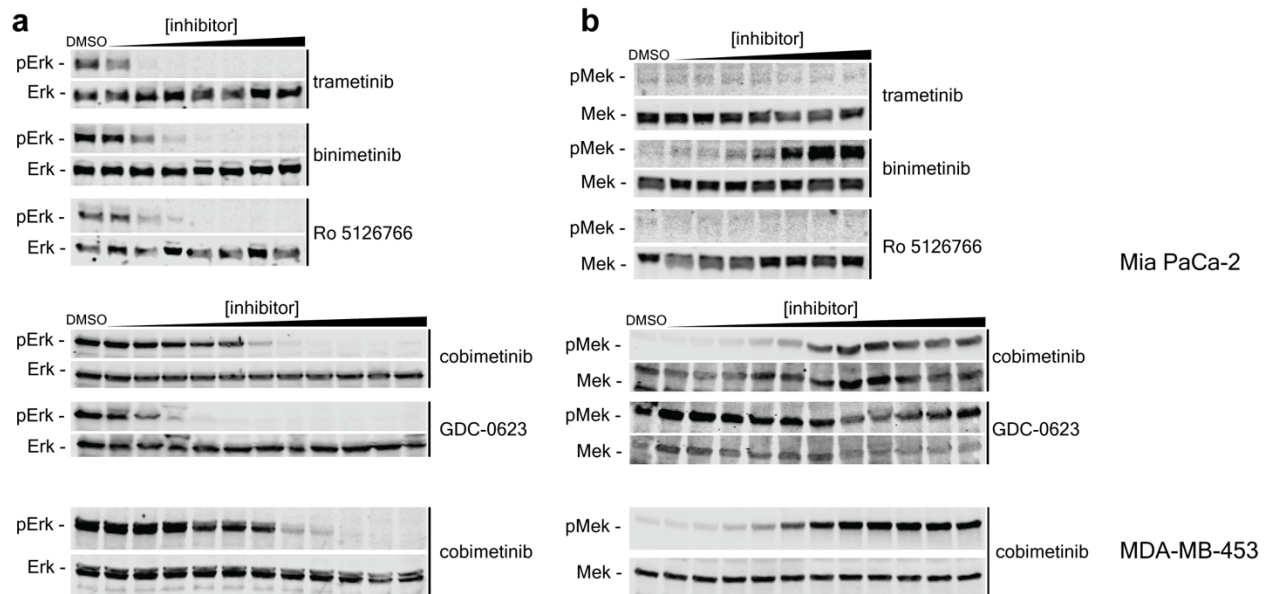 a
[inhibitor]
DMSO
pErk -
Erk -
trametinib
pErk -
Erk -
binimetinib
pErk -
Erk -
Ro 5126766
[inhibitor]
DMSO
pErk -
Erk -
cobimetinib
pErk -
Erk -
GDC-0623
pErk -
Erk -
cobimetinib
b
[inhibitor]
DMSO
pMek -
Mek -
trametinib
pMek -
Mek -
binimetinib
pMek -
Mek -
Ro 5126766
Mia PaCa-2
[inhibitor]
DMSO
pMek -
Mek -
cobimetinib
pMek -
Mek -
GDC-0623
pMek -
Mek -
cobimetinib
MDA-MB-453